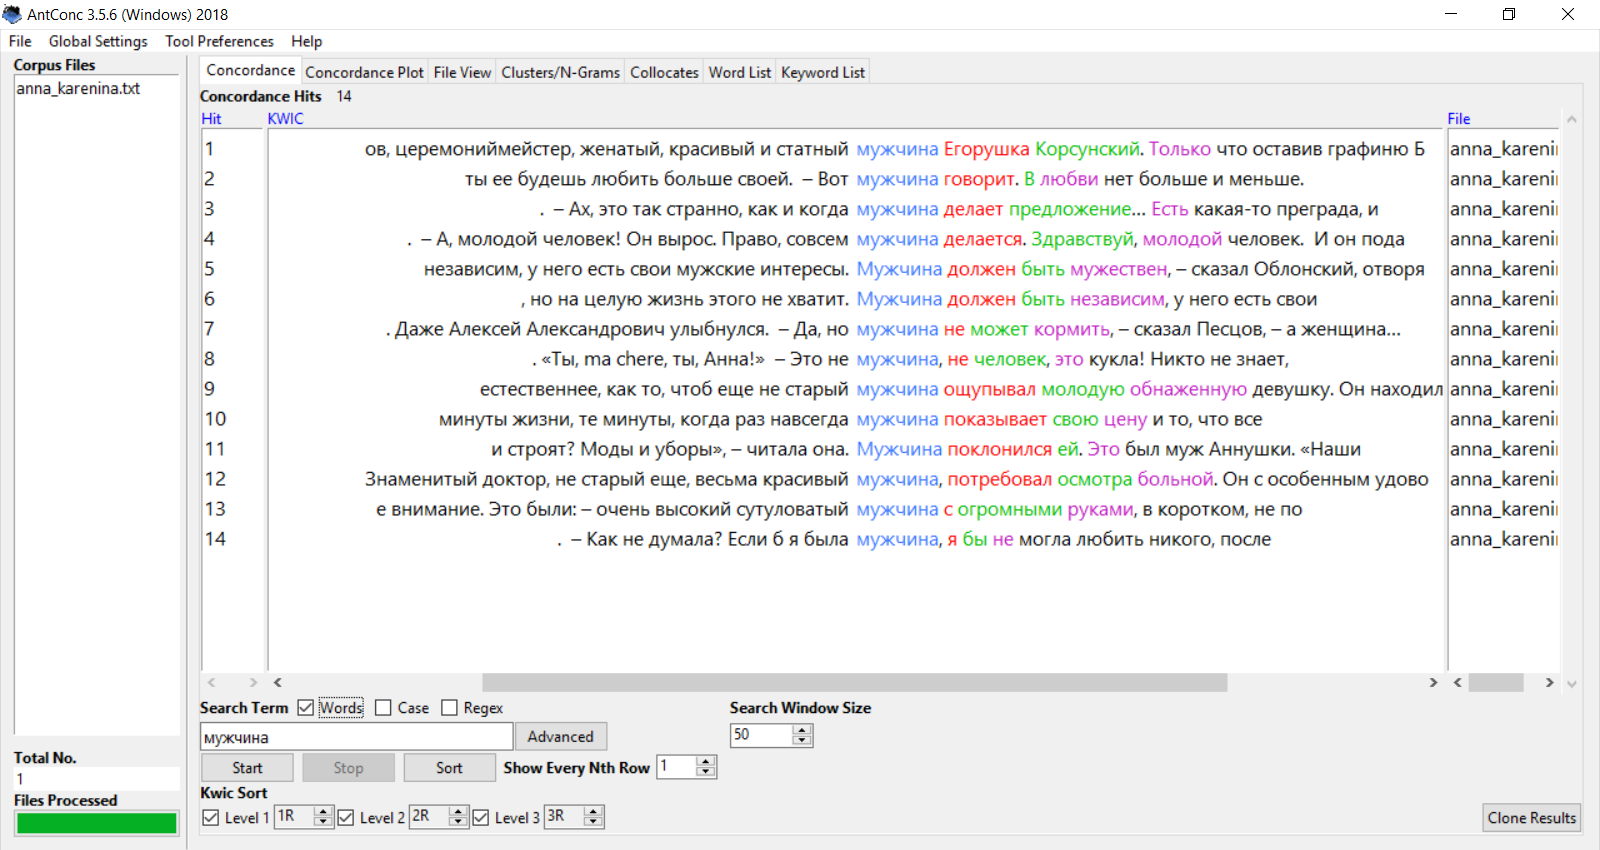 AntConc 3.5.6 (Windows) 2018
File Global Settings Tool Preferences Help
Corpus Files
anna_karenina.txt
Total No.
1
Files Processed
Concordance Concordance Plot File View Clusters/N-Grams Collocates Word List Keyword List
Concordance Hits 14
Hit KWIC File
1 ов, церемониймейстер, женатый, красивый и статный мужчина Егорушка Корсунский. Только что оставив графиню Б anna_karenin
2 ты ее будешь любить больше своей. – Вот мужчина говорит. В любви нет больше и меньше. anna_karenin
3 . – Ах, это так странно, как и когда мужчина делает предложение... Есть какая-то преграда, и anna_karenin
4 . – А, молодой человек! Он вырос. Право, совсем мужчина делается. Здравствуй, молодой человек. И он пода anna_karenin
5 независим, у него есть свои мужские интересы. Мужчина должен быть мужествен, – сказал Облонский, отворя anna_karenin
6 , но на целую жизнь этого не хватит. Мужчина должен быть независим, у него есть свои anna_karenin
7 . Даже Алексей Александрович улыбнулся. – Да, но мужчина не может кормить, – сказал Песцов, – а женщина... anna_karenin
8 . «Ты, ma chere, ты, Анна!» – Это не мужчина, не человек, это кукла! Никто не знает, anna_karenin
9 естественнее, как то, чтоб еще не старый мужчина ощупывал молодую обнаженную девушку. Он находил anna_karenin
10 минуты жизни, те минуты, когда раз навсегда мужчина показывает свою цену и то, что все anna_karenin
11 и строят? Моды и уборы», – читала она. Мужчина поклонился ей. Это был муж Аннушки. «Наши anna_karenin
12 Знаменитый доктор, не старый еще, весьма красивый мужчина, потребовал осмотра больной. Он с особенным удово anna_karenin
13 е внимание. Это были: – очень высокий сутуловатый мужчина с огромными руками, в коротком, не по anna_karenin
14 . – Как не думала? Если б я была мужчина, я бы не могла любить никого, после anna_karenin
Search Term Words Case Regex Search Window Size
мужчина Advanced 50
Start Stop Sort Show Every Nth Row 1
Kwic Sort
Level 1 1R Level 2 2R Level 3 3R Clone Results